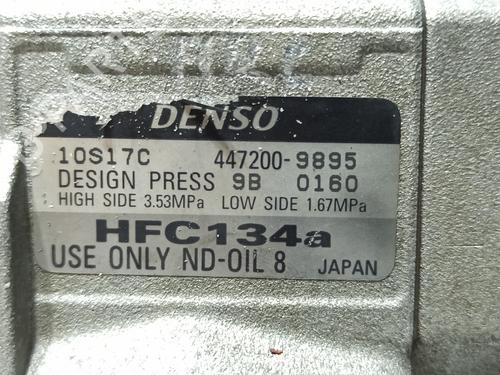 DENSO
10S17C 447200-9895
DESIGN PRESS 9B 0160
HIGH SIDE 3.53MPa LOW SIDE 1.67MPa
HFC134a
USE ONLY ND-OIL 8 JAPAN